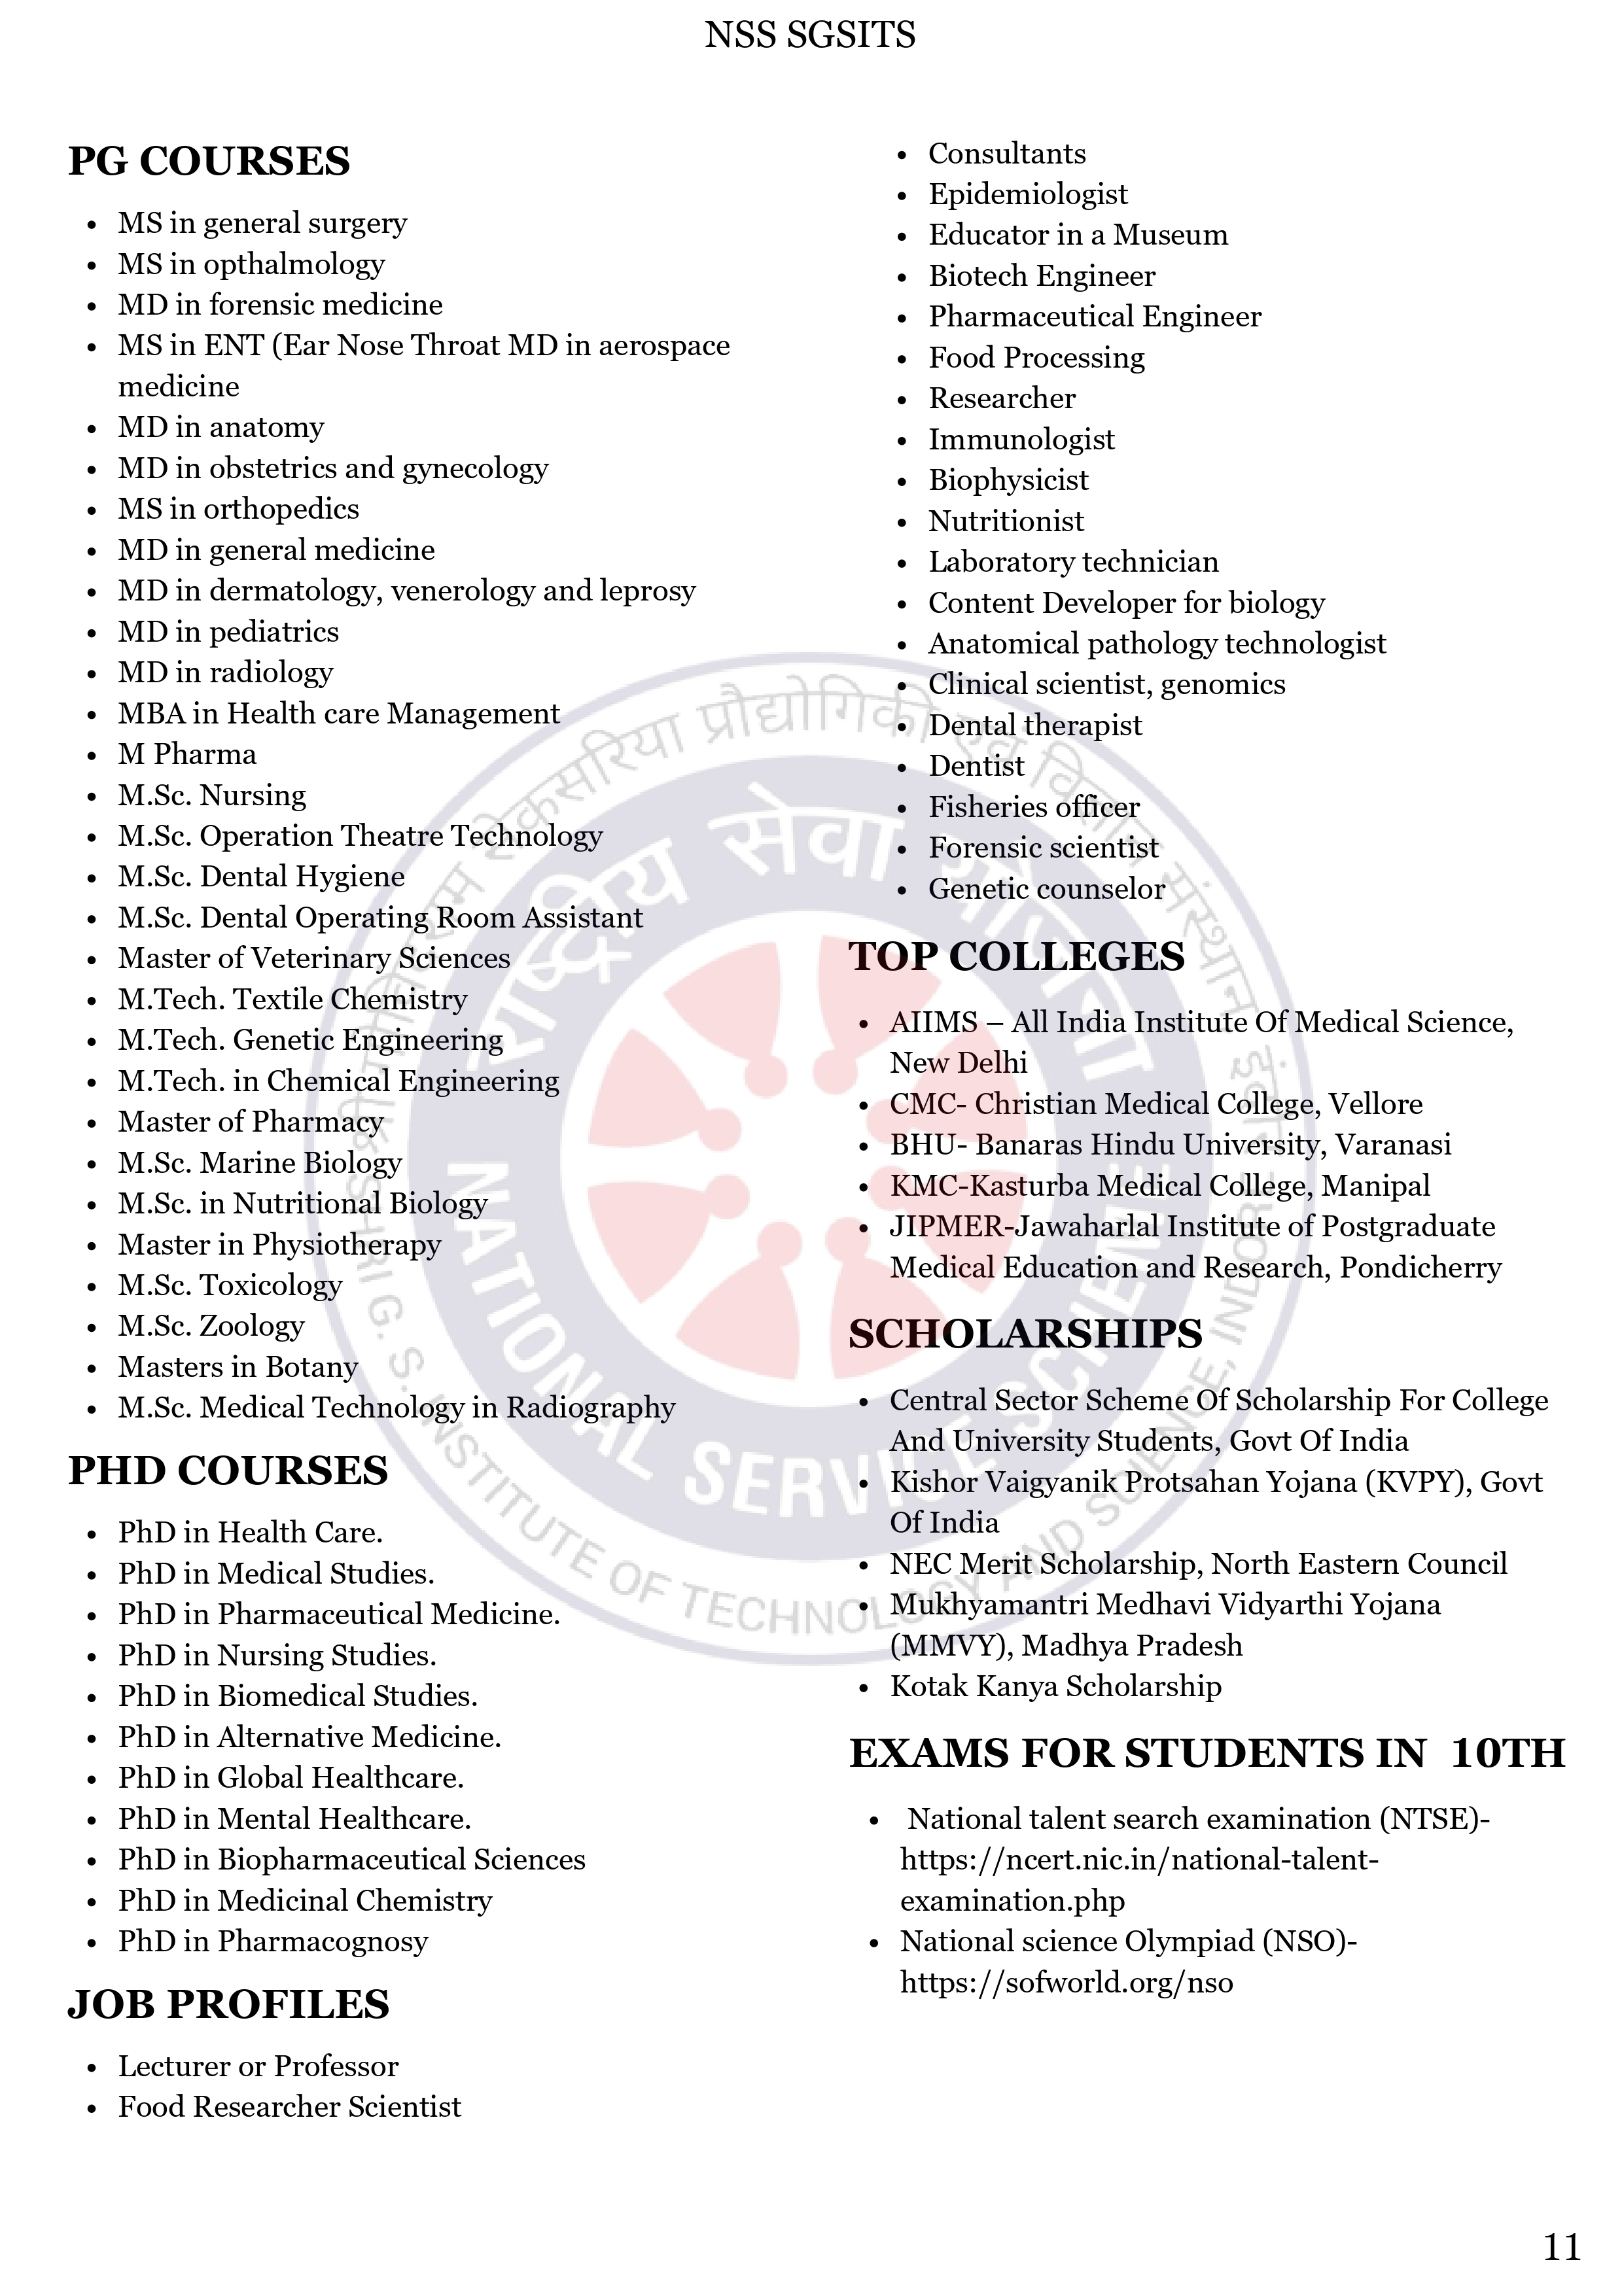 NSS SGSITS
PG COURSES
• MS in general surgery
• MS in opthalmology
• MD in forensic medicine
• MS in ENT (Ear Nose Throat MD in aerospace
medicine
• MD in anatomy
• MD in obstetrics and gynecology
• MS in orthopedics
• MD in general medicine
• MD in dermatology, venerology and leprosy
• MD in pediatrics
• MD in radiology
• MBA in Health care Management
• M Pharma
• M.Sc. Nursing
• M.Sc. Operation Theatre Technology
• M.Sc. Dental Hygiene
• M.Sc. Dental Operating Room Assistant
• Master of Veterinary Sciences
• M.Tech. Textile Chemistry
• M.Tech. Genetic Engineering
• M.Tech. in Chemical Engineering
• Master of Pharmacy
• M.Sc. Marine Biology
• M.Sc. in Nutritional Biology
• Master in Physiotherapy
• M.Sc. Toxicology
• M.Sc. Zoology
• Masters in Botany
• M.Sc. Medical Technology in Radiography
PHD COURSES
• PhD in Health Care.
• PhD in Medical Studies.
• PhD in Pharmaceutical Medicine.
• PhD in Nursing Studies.
• PhD in Biomedical Studies.
• PhD in Alternative Medicine.
• PhD in Global Healthcare.
• PhD in Mental Healthcare.
• PhD in Biopharmaceutical Sciences
• PhD in Medicinal Chemistry
• PhD in Pharmacognosy
JOB PROFILES
• Lecturer or Professor
• Food Researcher Scientist
• Consultants
• Epidemiologist
• Educator in a Museum
• Biotech Engineer
• Pharmaceutical Engineer
• Food Processing
• Researcher
• Immunologist
• Biophysicist
• Nutritionist
• Laboratory technician
• Content Developer for biology
• Anatomical pathology technologist
• Clinical scientist, genomics
• Dental therapist
• Dentist
• Fisheries officer
• Forensic scientist
• Genetic counselor
TOP COLLEGES
• AIIMS – All India Institute Of Medical Science,
New Delhi
• CMC- Christian Medical College, Vellore
• BHU- Banaras Hindu University, Varanasi
• KMC-Kasturba Medical College, Manipal
• JIPMER-Jawaharlal Institute of Postgraduate
Medical Education and Research, Pondicherry
SCHOLARSHIPS
• Central Sector Scheme Of Scholarship For College
And University Students, Govt Of India
• Kishor Vaigyanik Protsahan Yojana (KVPY), Govt
Of India
• NEC Merit Scholarship, North Eastern Council
• Mukhyamantri Medhavi Vidyarthi Yojana
(MMVY), Madhya Pradesh
• Kotak Kanya Scholarship
EXAMS FOR STUDENTS IN 10TH
• National talent search examination (NTSE)-
https://ncert.nic.in/national-talent-
examination.php
• National science Olympiad (NSO)-
https://sofworld.org/nso
राष्ट्रीय सेवा योजना
NATIONAL SERVICE SCHEME
SHRI G. S. INSTITUTE OF TECHNOLOGY AND SCIENCE, INDORE
सेकसरिया प्रौद्योगिकी एवं विज्ञान संस्थान
11